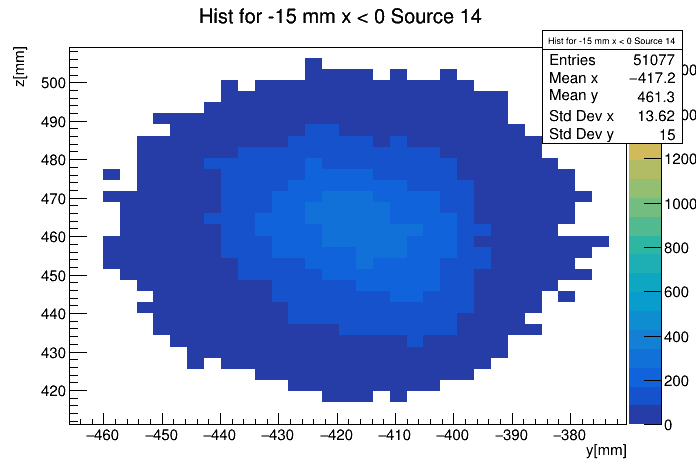 Hist for -15 mm x < 0 Source 14
Hist for -15 mm x < 0 Source 14
Entries 51077
Mean x −417.2
Mean y 461.3
Std Dev x 13.62
Std Dev y 15
z[mm]
500
490
480
470
460
450
440
430
420
1200
1000
800
600
400
200
0
−460 −450 −440 −430 −420 −410 −400 −390 −380
y[mm]